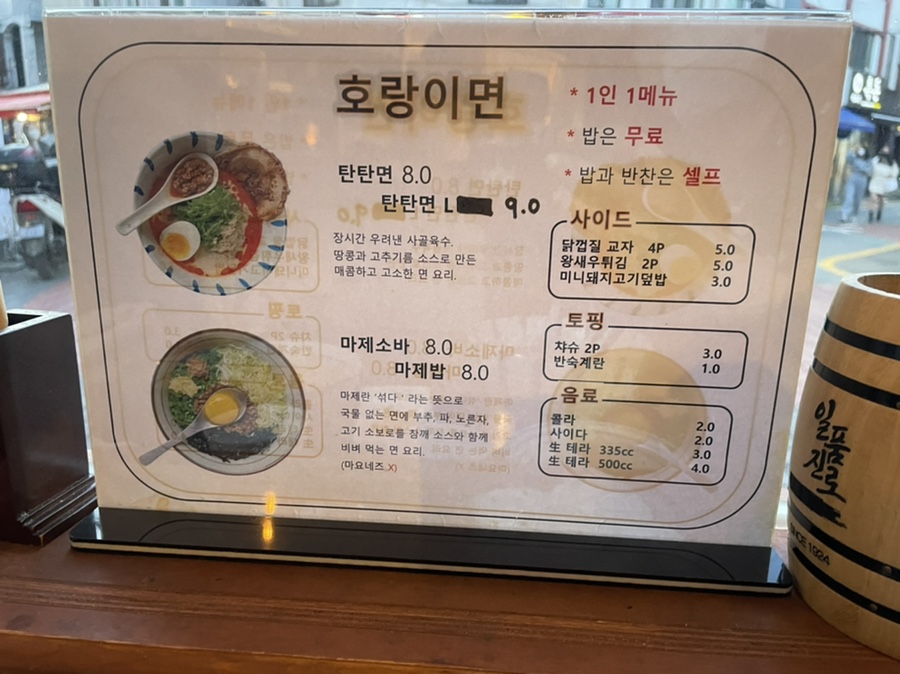 호랑이면
* 1인 1메뉴
* 밥은 무료
* 밥과 반찬은 셀프
탄탄면 8.0
탄탄면 L 9.0
장시간 우려낸 사골육수.
땅콩과 고추기름 소스로 만든
매콤하고 고소한 면 요리.
마제소바 8.0
마제밥 8.0
마제란 '섞다' 라는 뜻으로
국물 없는 면에 부추, 파, 노른자,
고기 소보로를 참깨 소스와 함께
비벼 먹는 면 요리.
(마요네즈.X)
사이드
닭껍질 교자 4P 5.0
왕새우튀김 2P 5.0
미니돼지고기덮밥 3.0
토핑
챠슈 2P 3.0
반숙계란 1.0
음료
콜라 2.0
사이다 2.0
生 테라 335cc 3.0
生 테라 500cc 4.0
일품
진로
SINCE 1924